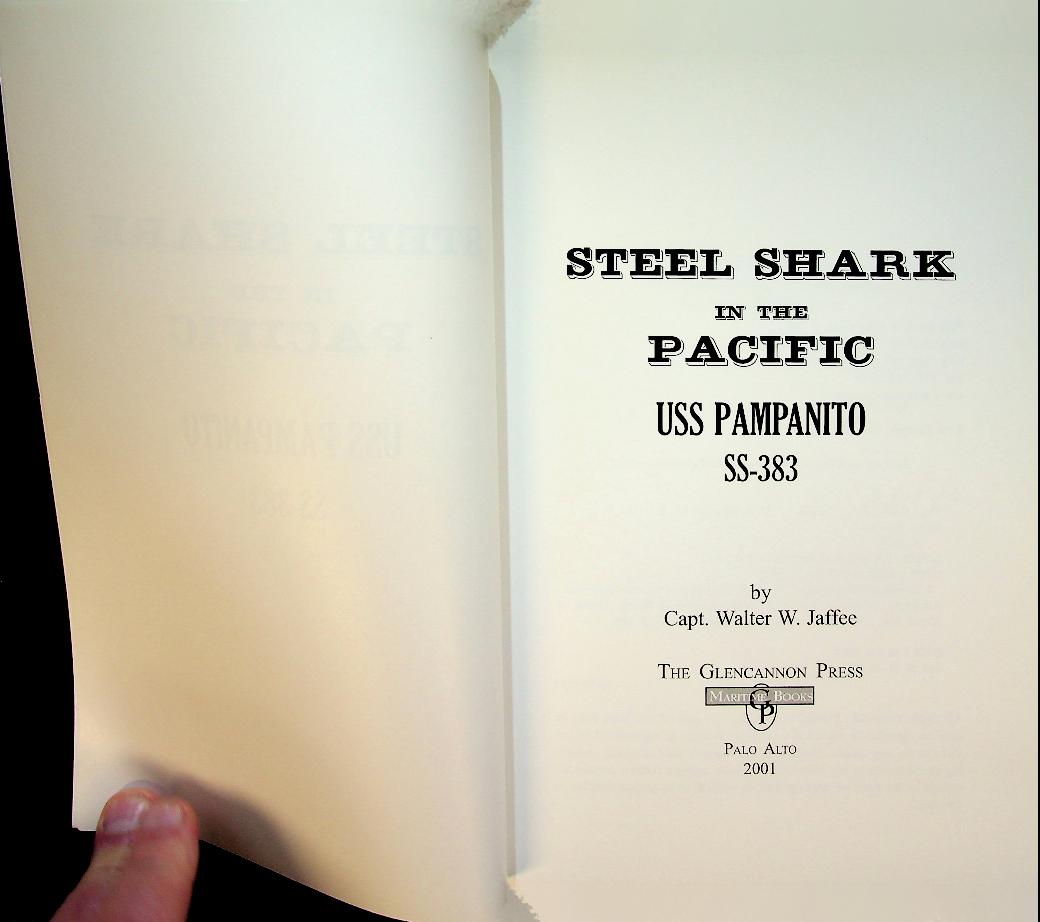 STEEL SHARK
IN THE
PACIFIC
USS PAMPANITO
SS-383
by
Capt. Walter W. Jaffee
THE GLENCANNON PRESS
MARITIME BOOKS
GP
PALO ALTO
2001